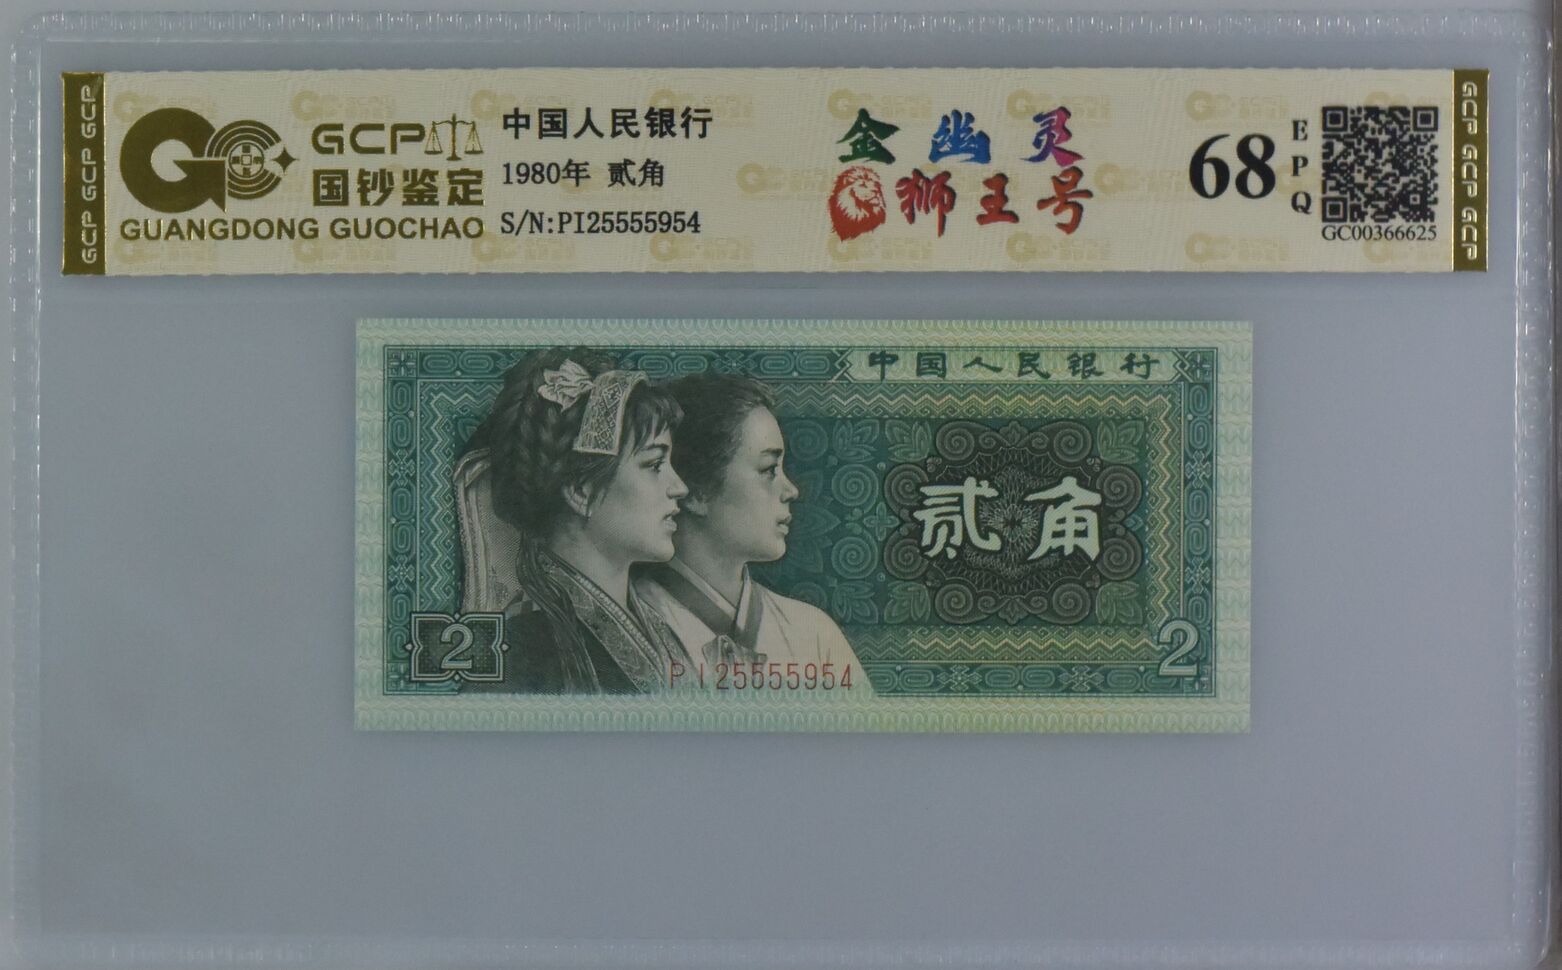 GCP GCP GCP
GCP
国钞鉴定
GUANGDONG GUOCHAO
中国人民银行
1980年 贰角
S/N:PI25555954
金幽灵
狮王号
68
EPQ
GC00366625
GCP GCP GCP
中国人民银行
贰角
2
2
PI25555954